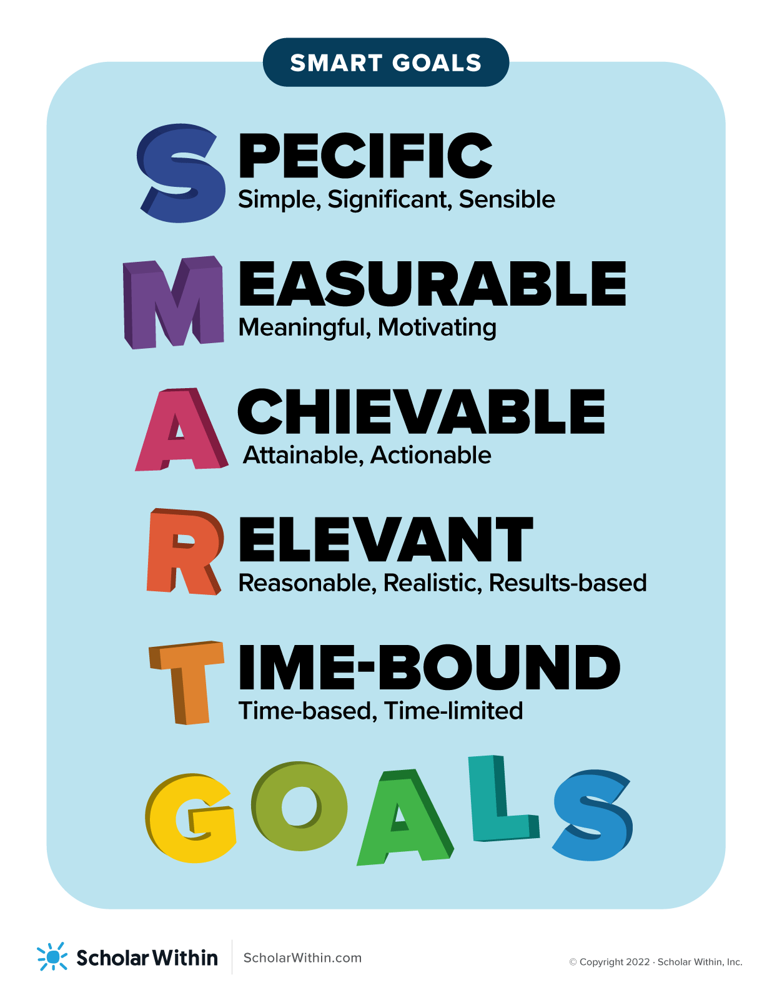 SMART GOALS
SPECIFIC
Simple, Significant, Sensible
MEASURABLE
Meaningful, Motivating
ACHIEVABLE
Attainable, Actionable
RELEVANT
Reasonable, Realistic, Results-based
TIME-BOUND
Time-based, Time-limited
GOALS
Scholar Within
ScholarWithin.com
© Copyright 2022 · Scholar Within, Inc.